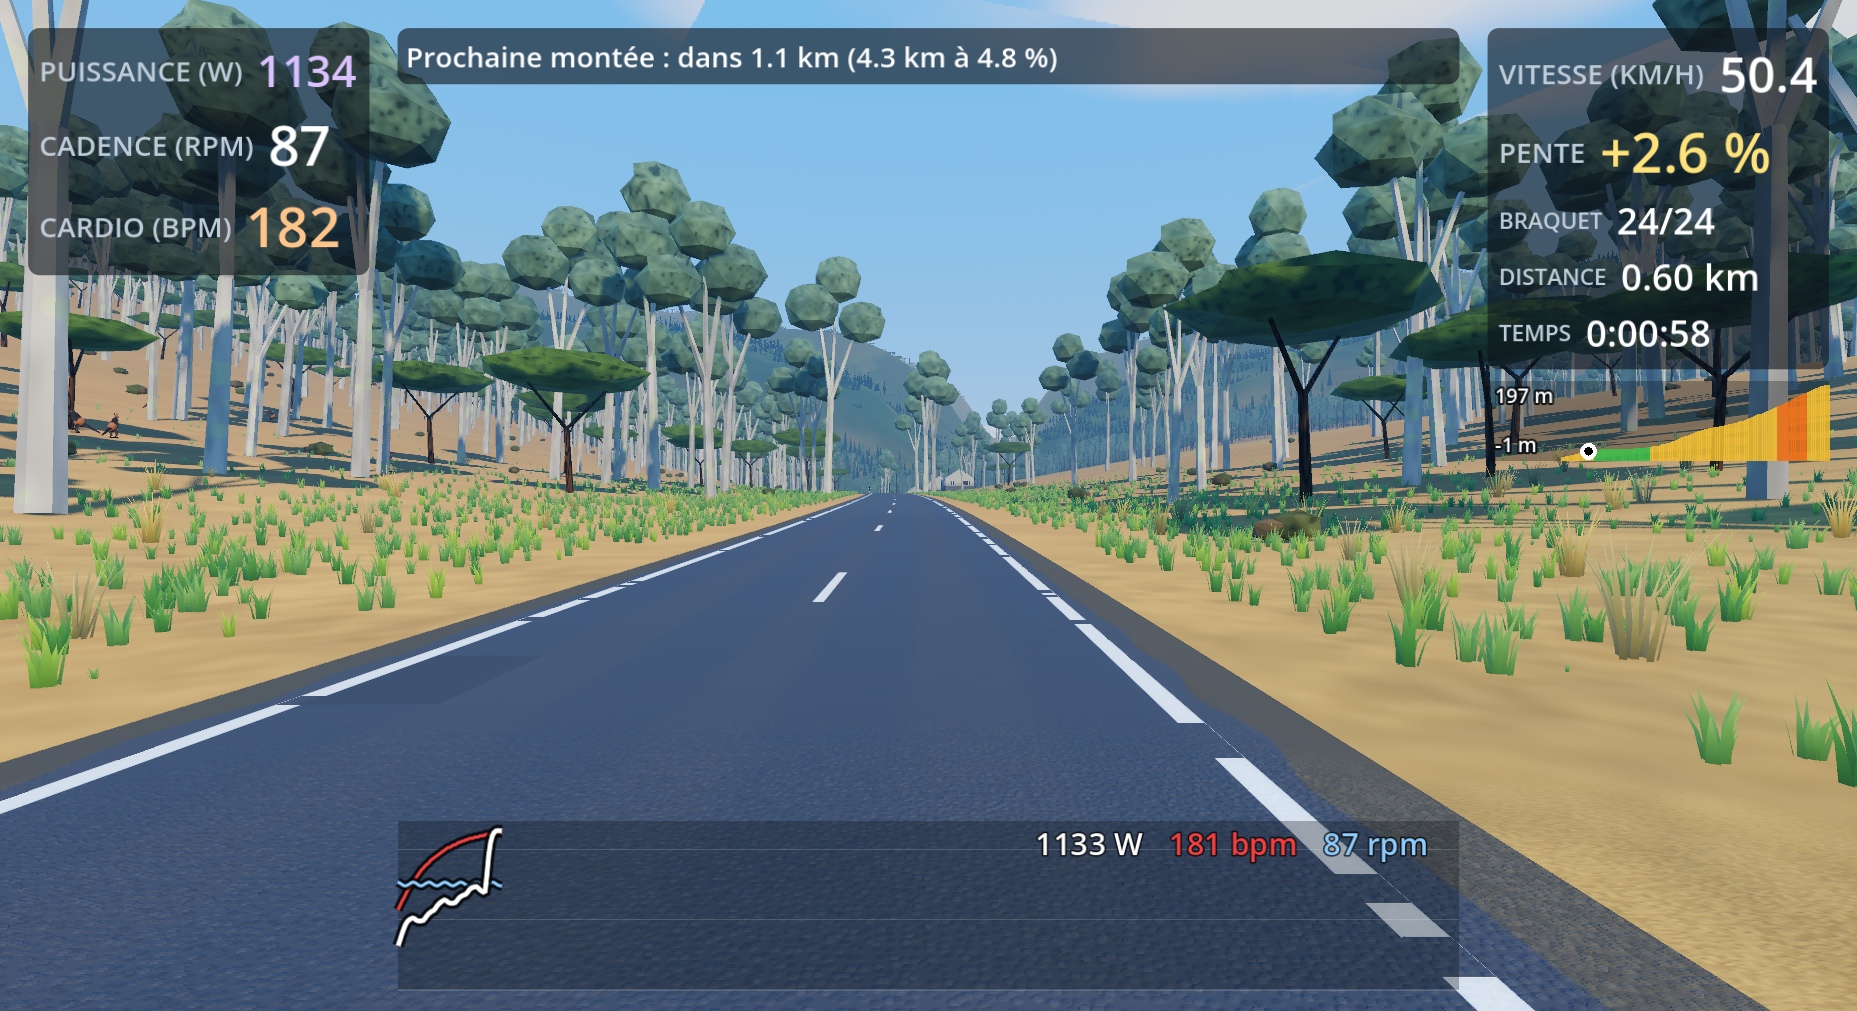 PUISSANCE (W) 1134
CADENCE (RPM) 87
CARDIO (BPM) 182
Prochaine montée : dans 1.1 km (4.3 km à 4.8 %)
VITESSE (KM/H) 50.4
PENTE +2.6 %
BRAQUET 24/24
DISTANCE 0.60 km
TEMPS 0:00:58
197 m
-1 m
1133 W 181 bpm 87 rpm